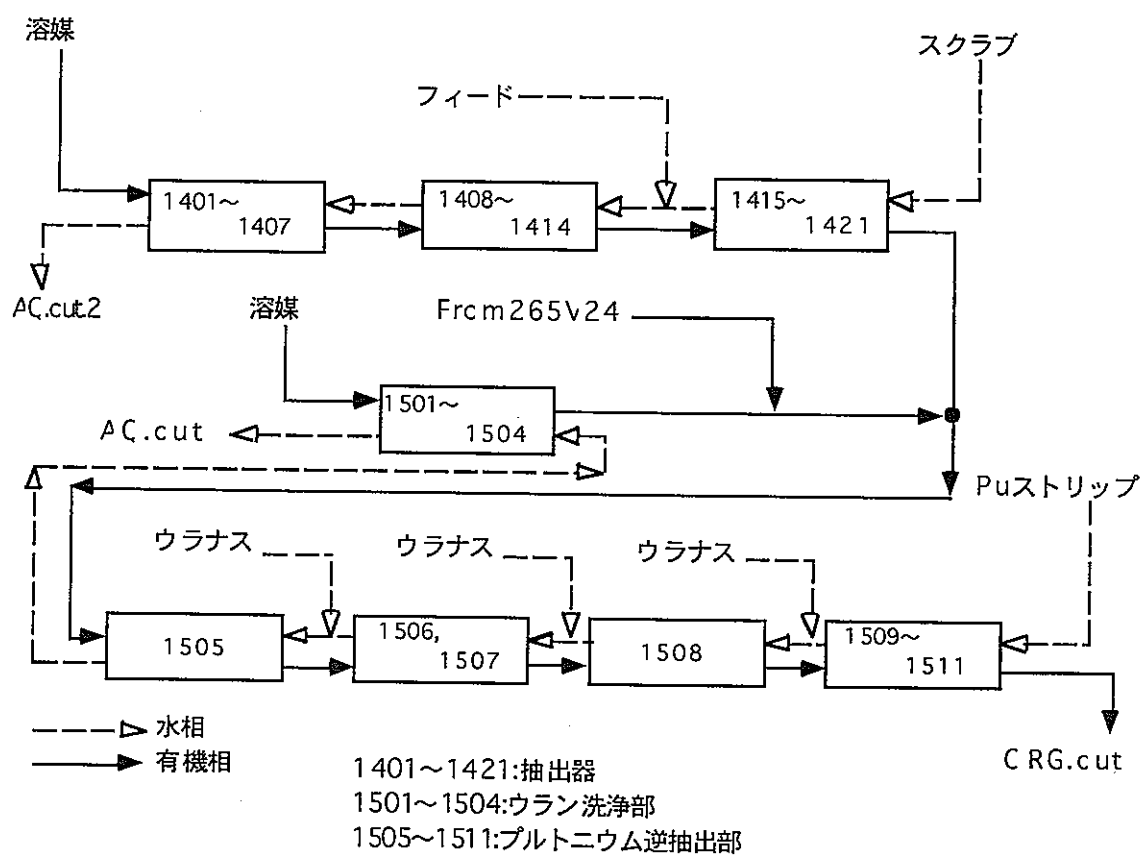 溶媒
スクラブ
フィード
1401～
1407
1408～
1414
1415～
1421
AQ.cut2
溶媒
Frcm265V24
1501～
1504
AQ.cut
Puストリップ
ウラナス
ウラナス
ウラナス
1505
1506,
1507
1508
1509～
1511
水相
有機相
CRG.cut
1401～1421:抽出器
1501～1504:ウラン洗浄部
1505～1511:プルトニウム逆抽出部